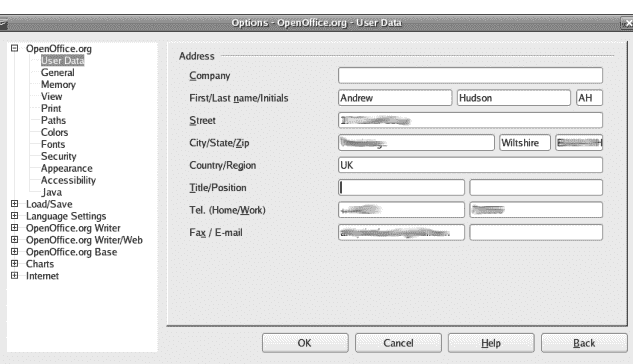 Options - OpenOffice.org - User Data
OpenOffice.org
User Data
General
Memory
View
Print
Paths
Colors
Fonts
Security
Appearance
Accessibility
Java
Load/Save
Language Settings
OpenOffice.org Writer
OpenOffice.org Writer/Web
OpenOffice.org Base
Charts
Internet
Address
Company
First/Last name/Initials Andrew Hudson AH
Street
City/State/Zip Wiltshire
Country/Region UK
Title/Position
Tel. (Home/Work)
Fax / E-mail
OK Cancel Help Back